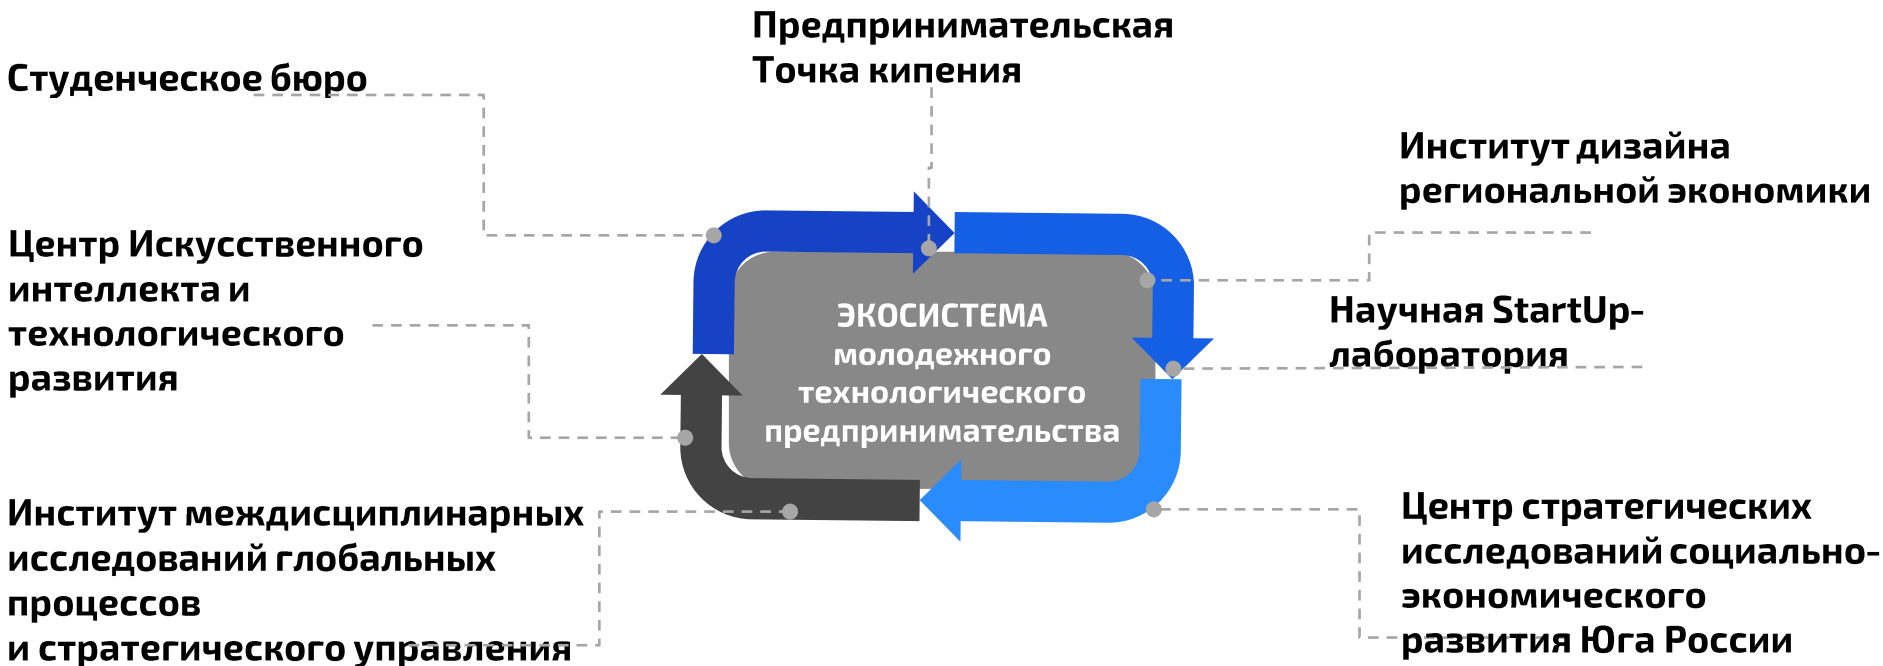 Предпринимательская
Точка кипения
Студенческое бюро
Институт дизайна
региональной экономики
Центр Искусственного
интеллекта и
технологического
развития
Научная StartUp-
лаборатория
ЭКОСИСТЕМА
молодежного
технологического
предпринимательства
Институт междисциплинарных
исследований глобальных
процессов
и стратегического управления
Центр стратегических
исследований социально-
экономического
развития Юга России